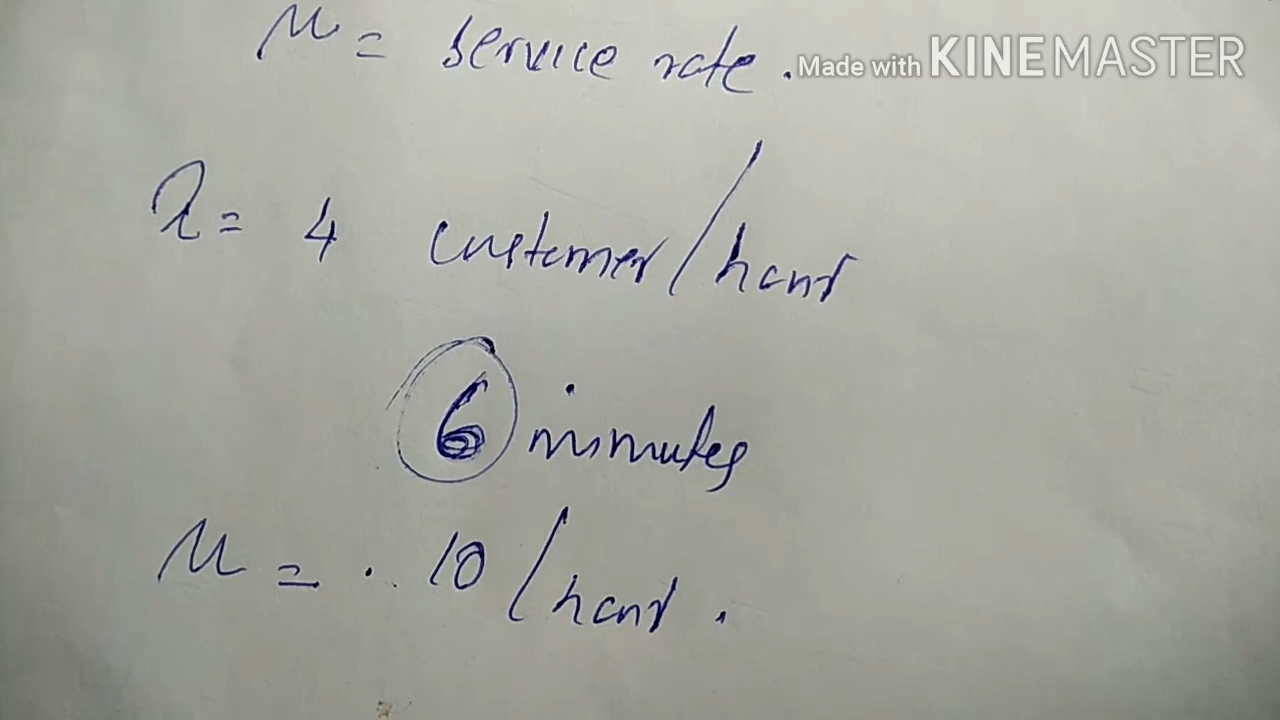 μ = service rate.
Made with KINEMASTER
λ = 4 customer/hour
6 minutes
μ = 10/hour.